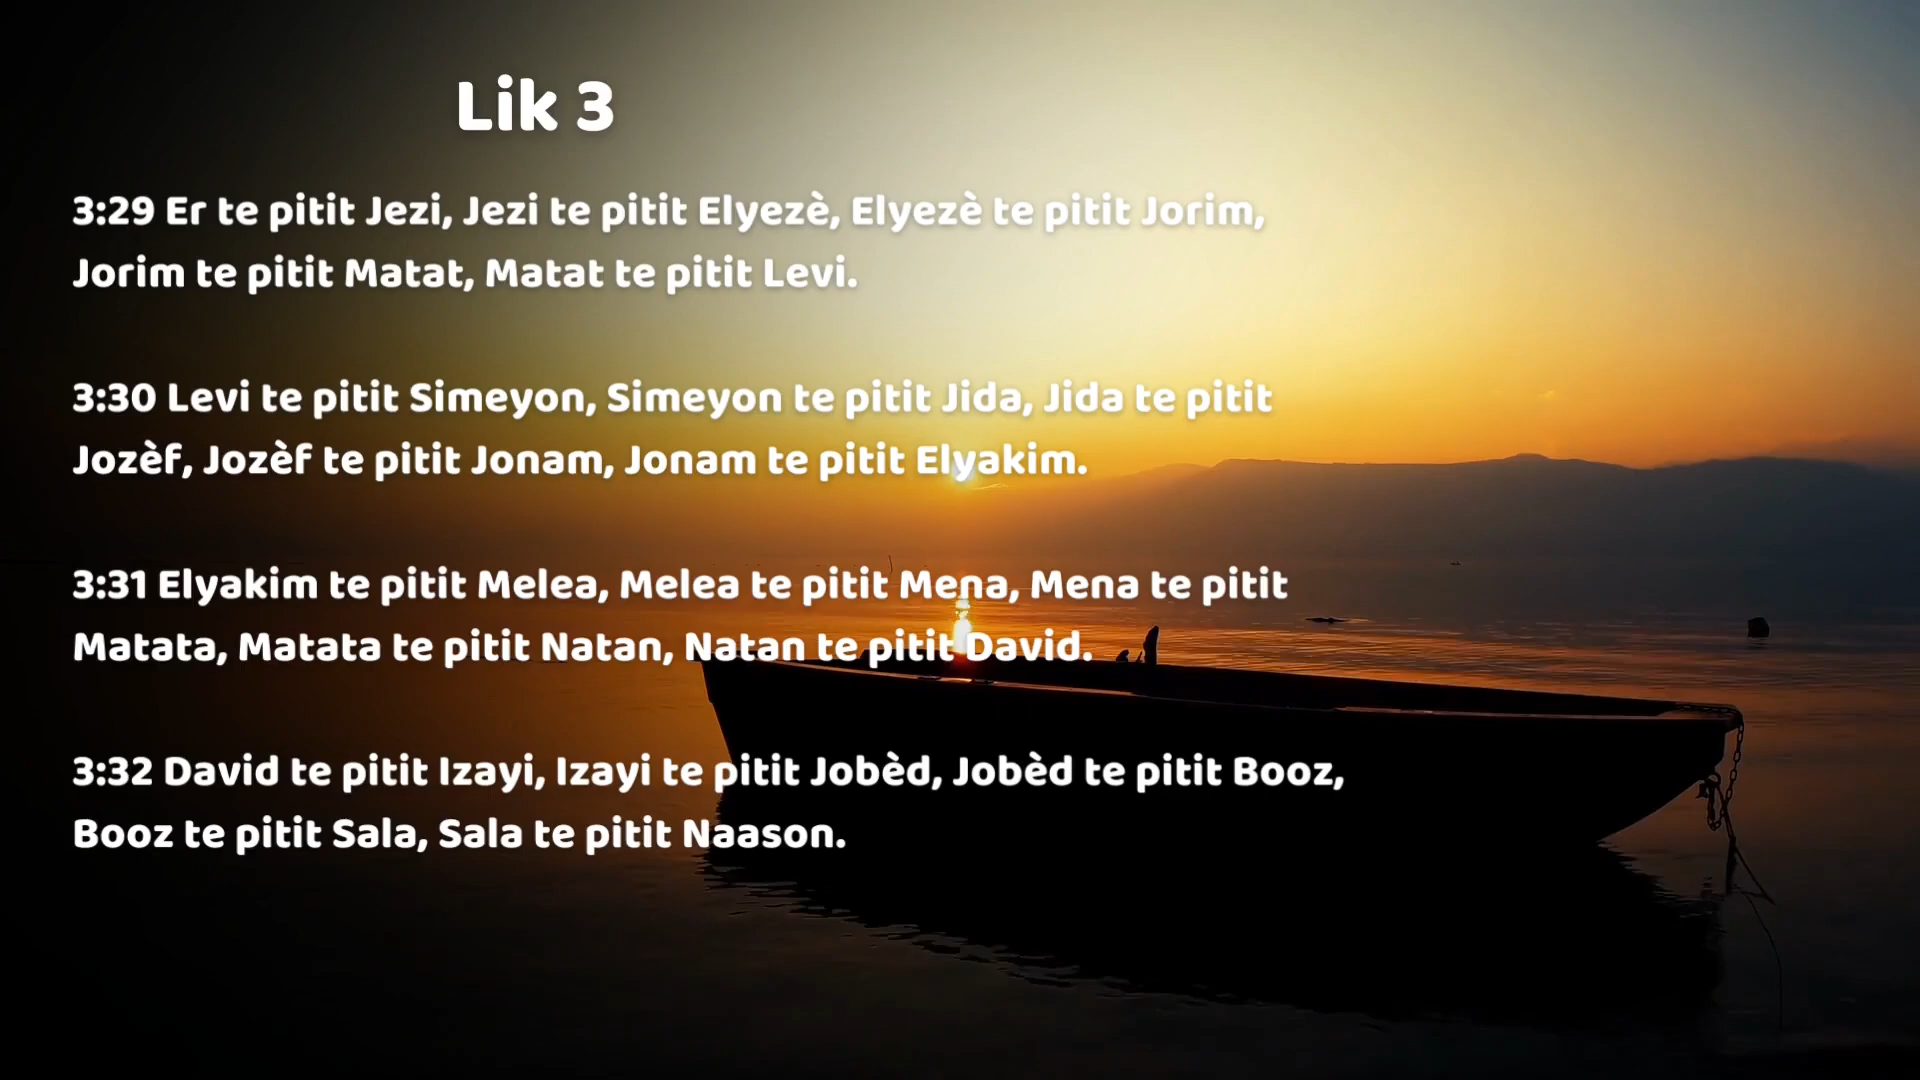 Lik 3
3:29 Er te pitit Jezi, Jezi te pitit Elyezè, Elyezè te pitit Jorim,
Jorim te pitit Matat, Matat te pitit Levi.
3:30 Levi te pitit Simeyon, Simeyon te pitit Jida, Jida te pitit
Jozèf, Jozèf te pitit Jonam, Jonam te pitit Elyakim.
3:31 Elyakim te pitit Melea, Melea te pitit Mena, Mena te pitit
Matata, Matata te pitit Natan, Natan te pitit David.
3:32 David te pitit Izayi, Izayi te pitit Jobèd, Jobèd te pitit Booz,
Booz te pitit Sala, Sala te pitit Naason.